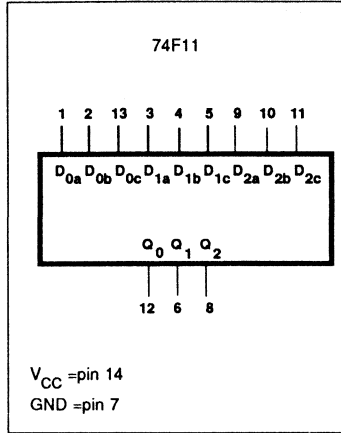 74F11
1 2 13 3 4 5 9 10 11
D0a D0b D0c D1a D1b D1c D2a D2b D2c
Q0 Q1 Q2
12 6 8
VCC =pin 14
GND =pin 7